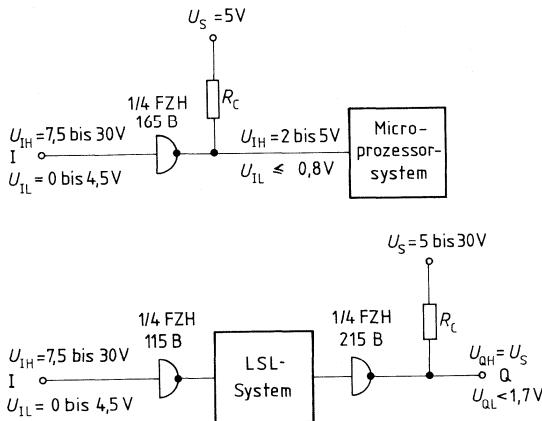 U_S = 5V
R_C
1/4 FZH
165 B
U_IH = 7,5 bis 30V
I
U_IL = 0 bis 4,5V
U_IH = 2 bis 5V
U_IL ≤ 0,8V
Micro-
prozessor-
system
U_S = 5 bis 30V
R_C
1/4 FZH
115 B
1/4 FZH
215 B
U_IH = 7,5 bis 30V
I
U_IL = 0 bis 4,5V
LSL-
System
U_QH = U_S
Q
U_QL < 1,7V